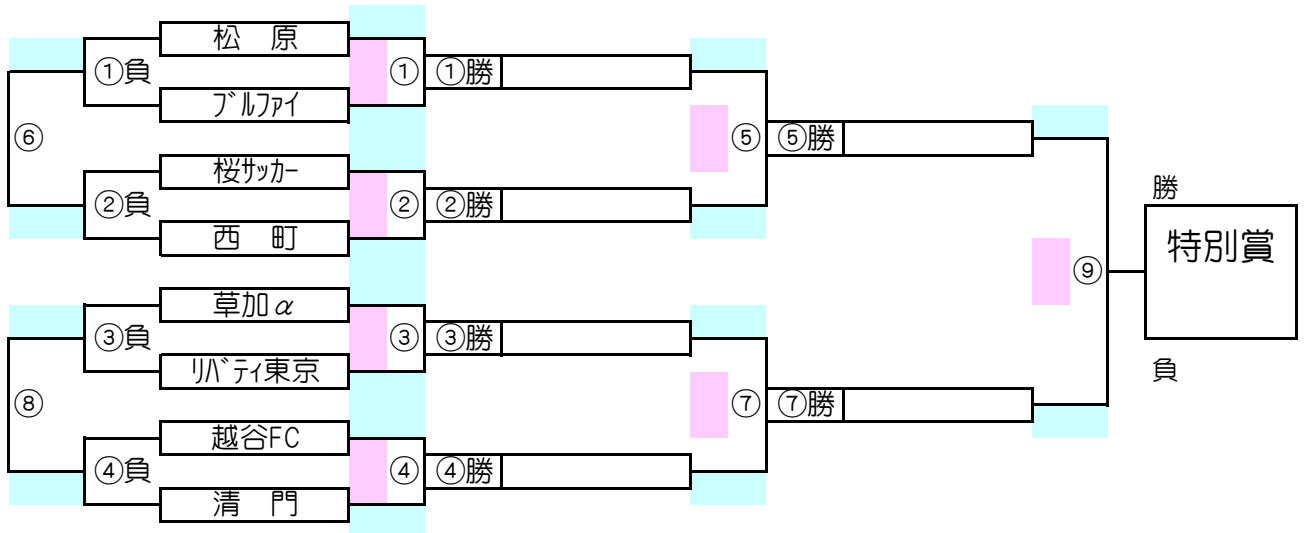 松 原
①負 ① ①勝
ブルファイ
⑥ ⑤ ⑤勝
桜サッカー
②負 ② ②勝
西 町
勝
特別賞
⑨
草加α
③負 ③ ③勝
リバティ東京
負
⑧ ⑦ ⑦勝
越谷FC
④負 ④ ④勝
清 門